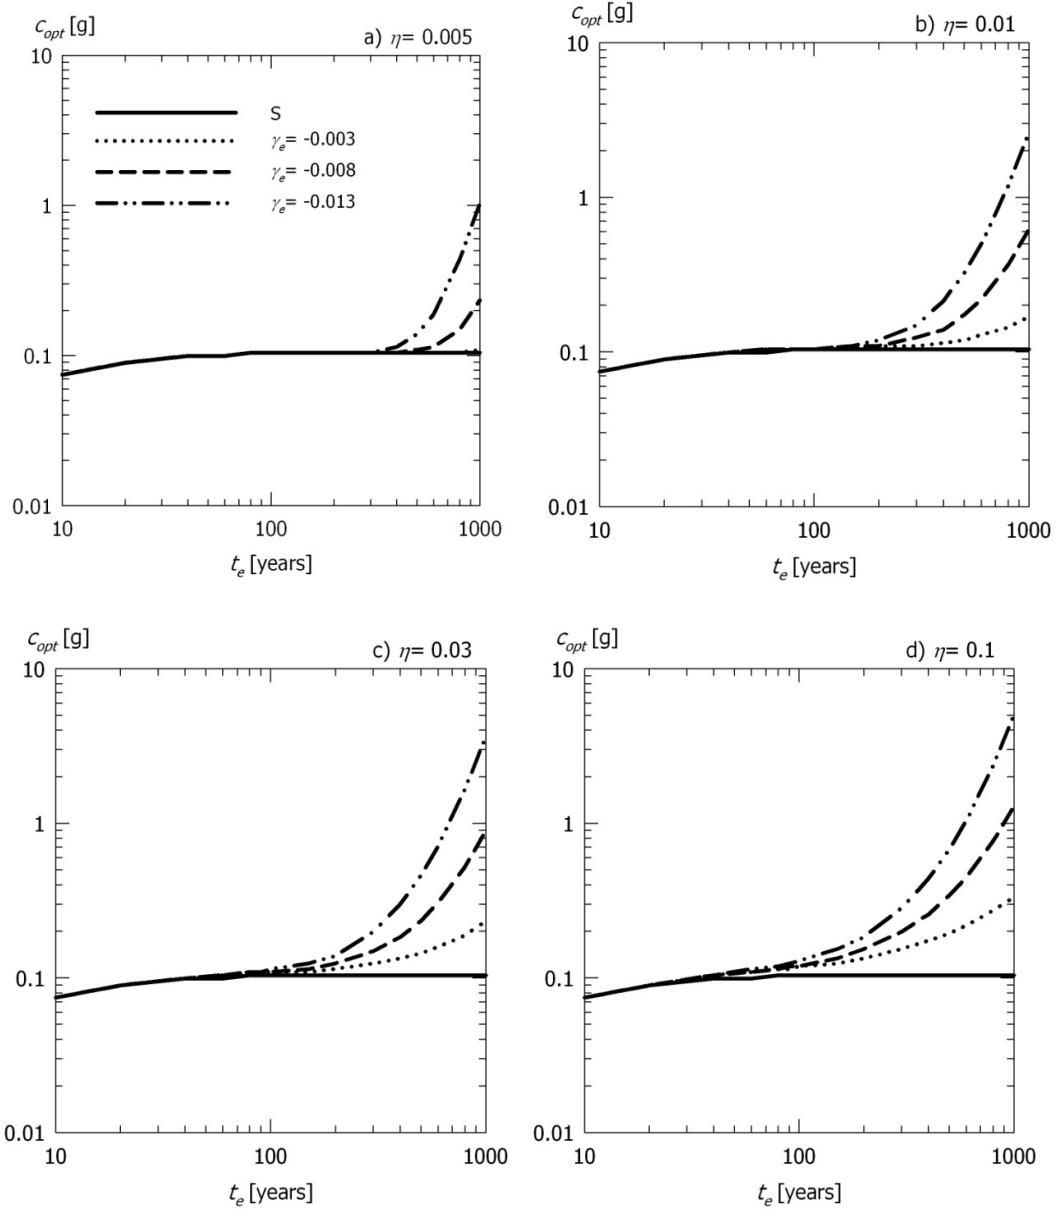 c_opt [g]
a) η= 0.005
10
1
0.1
0.01
S
γ_e= -0.003
γ_e= -0.008
γ_e= -0.013
10
100
1000
t_e [years]
c_opt [g]
b) η= 0.01
10
1
0.1
0.01
10
100
1000
t_e [years]
c_opt [g]
c) η= 0.03
10
1
0.1
0.01
10
100
1000
t_e [years]
c_opt [g]
d) η= 0.1
10
1
0.1
0.01
10
100
1000
t_e [years]